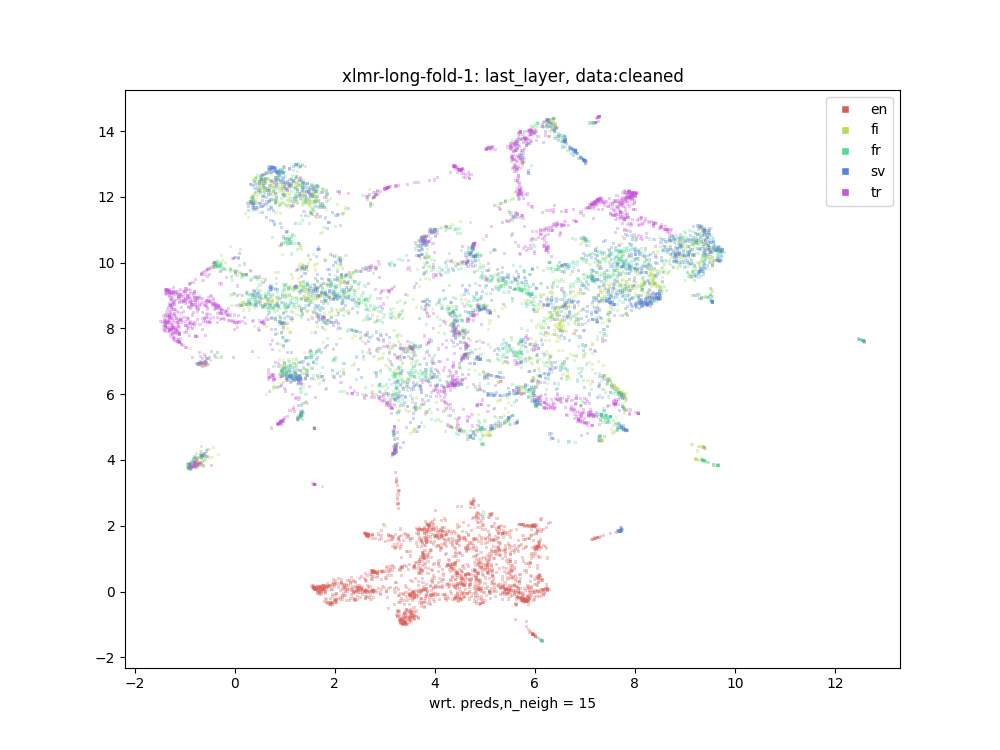 xlmr-long-fold-1: last_layer, data:cleaned
en
fi
fr
sv
tr
14
12
10
8
6
4
2
0
−2
−2 0 2 4 6 8 10 12
wrt. preds,n_neigh = 15